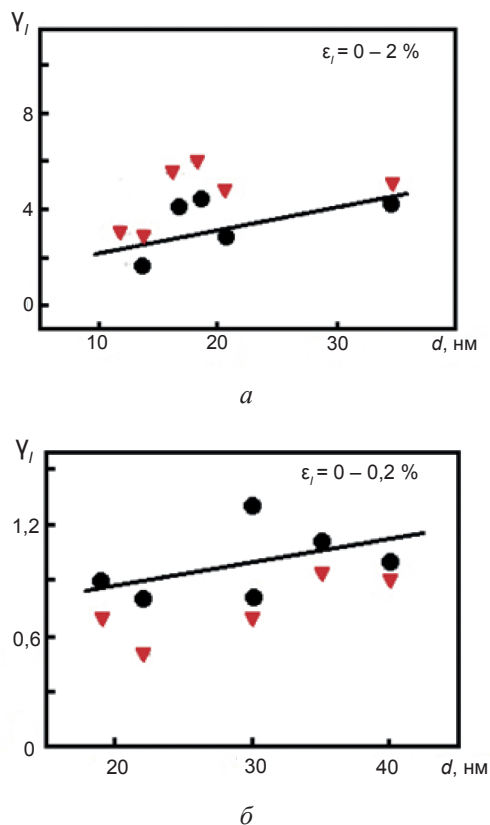 γl
εl = 0 – 2 %
8
4
0
10 20 30 d, нм
а
γl
εl = 0 – 0,2 %
1,2
0,6
0
20 30 40 d, нм
б